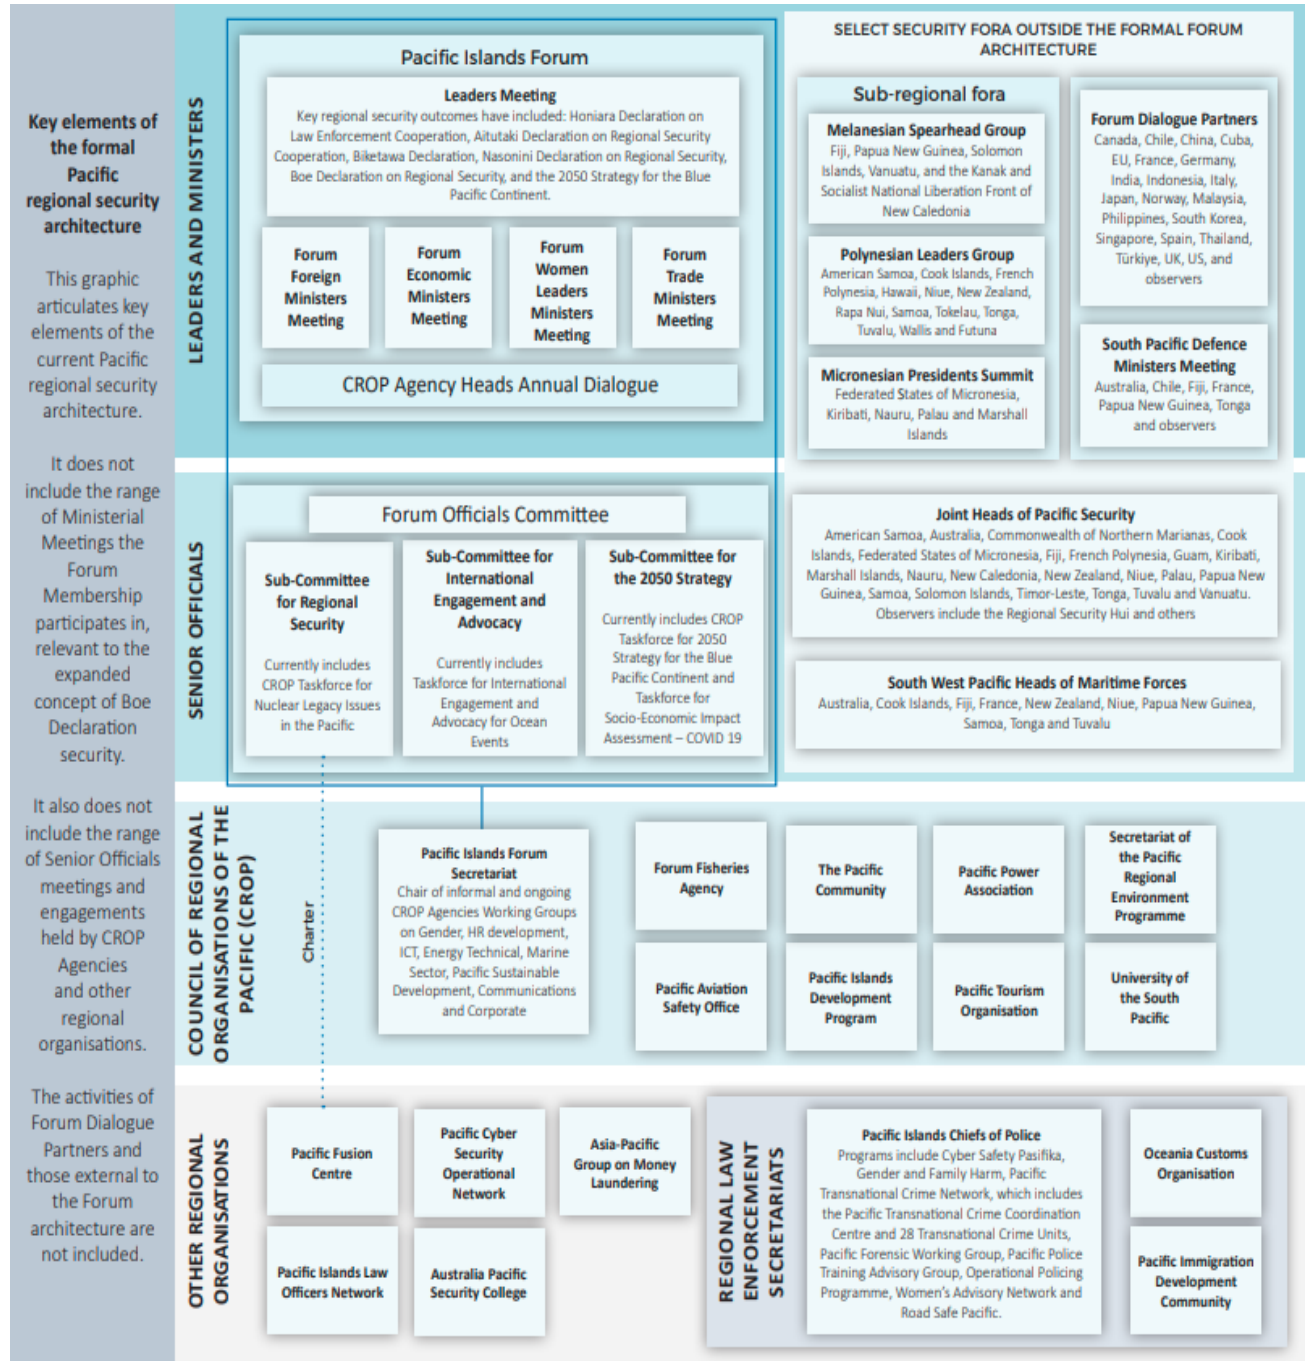 Key elements of
the formal
Pacific
regional security
architecture
This graphic
articulates key
elements of the
current Pacific
regional security
architecture.
It does not
include the range
of Ministerial
Meetings the
Forum
Membership
participates in,
relevant to the
expanded
concept of Boe
Declaration
security.
It also does not
include the range
of Senior Officials
meetings and
engagements
held by CROP
Agencies
and other
regional
organisations.
The activities of
Forum Dialogue
Partners and
those external to
the Forum
architecture are
not included.
LEADERS AND MINISTERS
Pacific Islands Forum
Leaders Meeting
Key regional security outcomes have included: Honiara Declaration on
Law Enforcement Cooperation, Aitutaki Declaration on Regional Security
Cooperation, Biketawa Declaration, Nasonini Declaration on Regional Security,
Boe Declaration on Regional Security, and the 2050 Strategy for the Blue
Pacific Continent.
Forum
Foreign
Ministers
Meeting
Forum
Economic
Ministers
Meeting
Forum
Women
Leaders
Ministers
Meeting
Forum
Trade
Ministers
Meeting
CROP Agency Heads Annual Dialogue
SELECT SECURITY FORA OUTSIDE THE FORMAL FORUM
ARCHITECTURE
Sub-regional fora
Melanesian Spearhead Group
Fiji, Papua New Guinea, Solomon
Islands, Vanuatu, and the Kanak and
Socialist National Liberation Front of
New Caledonia
Polynesian Leaders Group
American Samoa, Cook Islands, French
Polynesia, Hawaii, Niue, New Zealand,
Rapa Nui, Samoa, Tokelau, Tonga,
Tuvalu, Wallis and Futuna
Micronesian Presidents Summit
Federated States of Micronesia,
Kiribati, Nauru, Palau and Marshall
Islands
Forum Dialogue Partners
Canada, Chile, China, Cuba,
EU, France, Germany,
India, Indonesia, Italy,
Japan, Norway, Malaysia,
Philippines, South Korea,
Singapore, Spain, Thailand,
Türkiye, UK, US, and
observers
South Pacific Defence
Ministers Meeting
Australia, Chile, Fiji, France,
Papua New Guinea, Tonga
and observers
SENIOR OFFICIALS
Forum Officials Committee
Sub-Committee
for Regional
Security
Currently includes
CROP Taskforce for
Nuclear Legacy Issues
in the Pacific
Sub-Committee for
International
Engagement and
Advocacy
Currently includes
Taskforce for International
Engagement and
Advocacy for Ocean
Events
Sub-Committee for
the 2050 Strategy
Currently includes CROP
Taskforce for 2050
Strategy for the Blue
Pacific Continent and
Taskforce for
Socio-Economic Impact
Assessment – COVID 19
Joint Heads of Pacific Security
American Samoa, Australia, Commonwealth of Northern Marianas, Cook
Islands, Federated States of Micronesia, Fiji, French Polynesia, Guam, Kiribati,
Marshall Islands, Nauru, New Caledonia, New Zealand, Niue, Palau, Papua New
Guinea, Samoa, Solomon Islands, Timor-Leste, Tonga, Tuvalu and Vanuatu.
Observers include the Regional Security Hui and others
South West Pacific Heads of Maritime Forces
Australia, Cook Islands, Fiji, France, New Zealand, Niue, Papua New Guinea,
Samoa, Tonga and Tuvalu
COUNCIL OF REGIONAL
ORGANISATIONS OF THE
PACIFIC (CROP)
Charter
Pacific Islands Forum
Secretariat
Chair of informal and ongoing
CROP Agencies Working Groups
on Gender, HR development,
ICT, Energy Technical, Marine
Sector, Pacific Sustainable
Development, Communications
and Corporate
Forum Fisheries
Agency
The Pacific
Community
Pacific Power
Association
Secretariat of
the Pacific
Regional
Environment
Programme
Pacific Aviation
Safety Office
Pacific Islands
Development
Program
Pacific Tourism
Organisation
University of
the South
Pacific
OTHER REGIONAL
ORGANISATIONS
Pacific Fusion
Centre
Pacific Cyber
Security
Operational
Network
Asia-Pacific
Group on Money
Laundering
Pacific Islands Law
Officers Network
Australia Pacific
Security College
REGIONAL LAW
ENFORCEMENT
SECRETARIATS
Pacific Islands Chiefs of Police
Programs include Cyber Safety Pasifika,
Gender and Family Harm, Pacific
Transnational Crime Network, which includes
the Pacific Transnational Crime Coordination
Centre and 28 Transnational Crime Units,
Pacific Forensic Working Group, Pacific Police
Training Advisory Group, Operational Policing
Programme, Women's Advisory Network and
Road Safe Pacific.
Oceania Customs
Organisation
Pacific Immigration
Development
Community